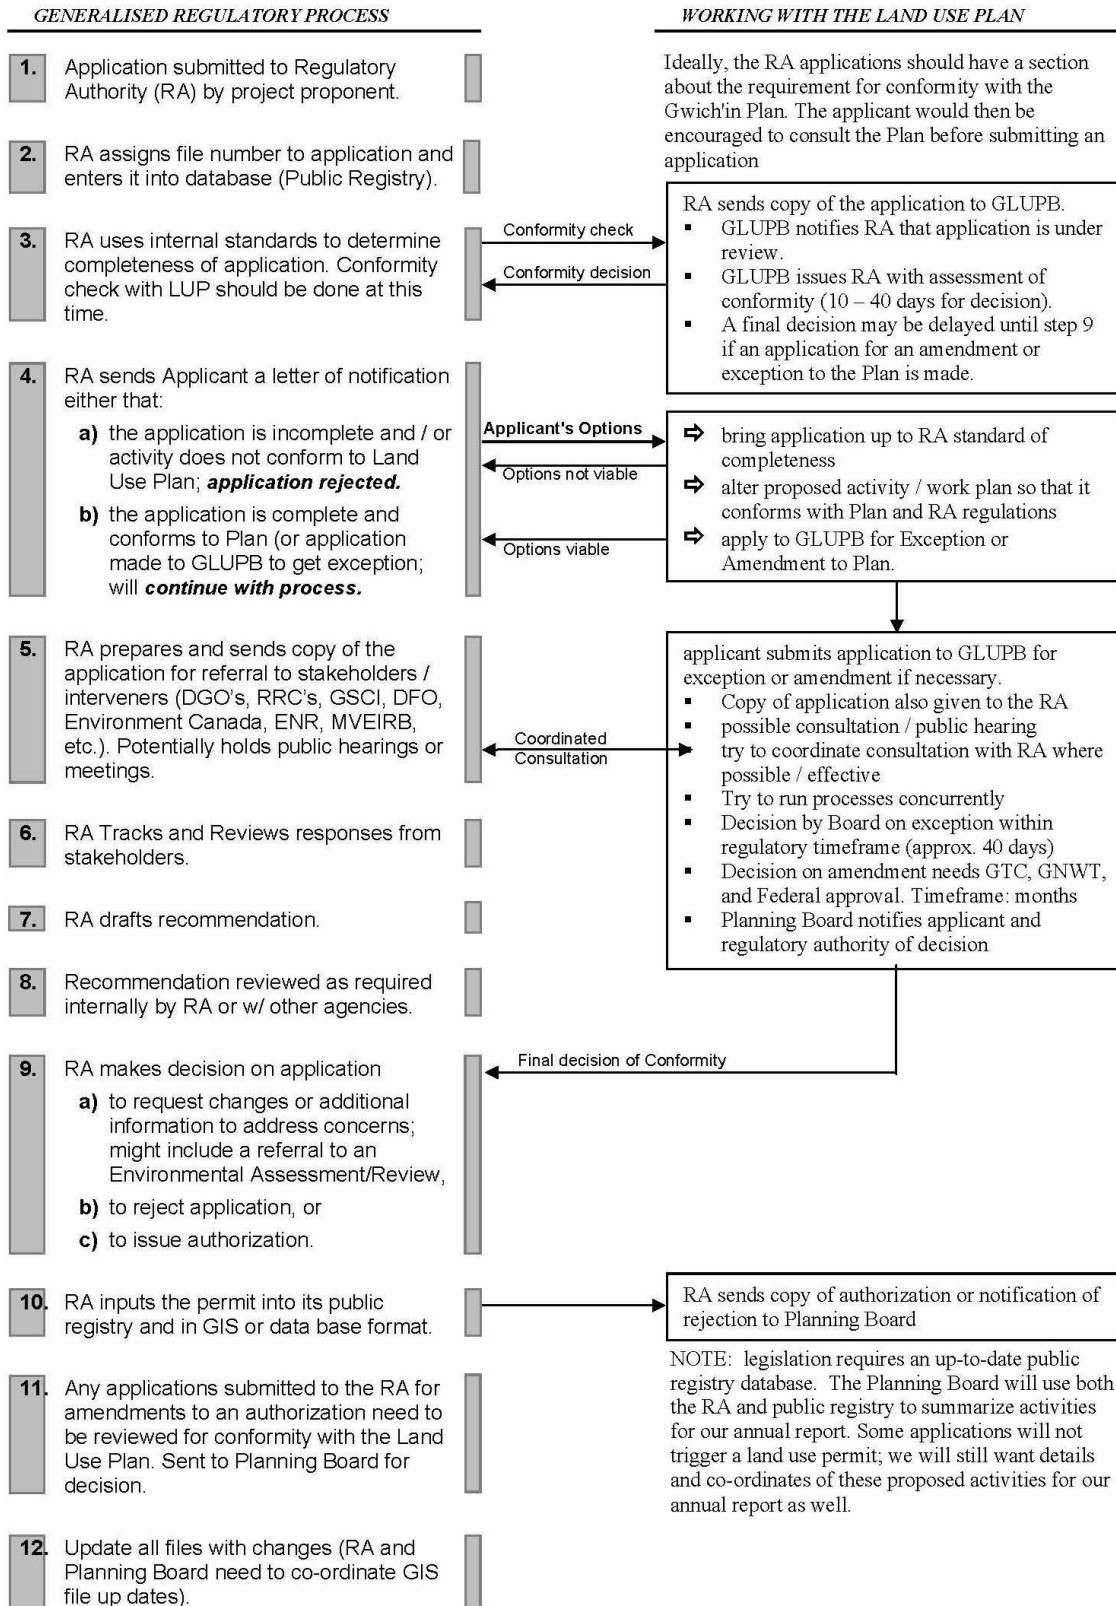 GENERALISED REGULATORY PROCESS
1. Application submitted to Regulatory
Authority (RA) by project proponent.
2. RA assigns file number to application and
enters it into database (Public Registry).
3. RA uses internal standards to determine
completeness of application. Conformity
check with LUP should be done at this
time.
4. RA sends Applicant a letter of notification
either that:
a) the application is incomplete and / or
activity does not conform to Land
Use Plan; application rejected.
b) the application is complete and
conforms to Plan (or application
made to GLUPB to get exception;
will continue with process.
5. RA prepares and sends copy of the
application for referral to stakeholders /
interveners (DGO's, RRC's, GSCI, DFO,
Environment Canada, ENR, MVEIRB,
etc.). Potentially holds public hearings or
meetings.
6. RA Tracks and Reviews responses from
stakeholders.
7. RA drafts recommendation.
8. Recommendation reviewed as required
internally by RA or w/ other agencies.
9. RA makes decision on application
a) to request changes or additional
information to address concerns;
might include a referral to an
Environmental Assessment/Review,
b) to reject application, or
c) to issue authorization.
10. RA inputs the permit into its public
registry and in GIS or data base format.
11. Any applications submitted to the RA for
amendments to an authorization need to
be reviewed for conformity with the Land
Use Plan. Sent to Planning Board for
decision.
12. Update all files with changes (RA and
Planning Board need to co-ordinate GIS
file up dates).
Conformity check
Conformity decision
Applicant's Options
Options not viable
Options viable
Coordinated
Consultation
Final decision of Conformity
WORKING WITH THE LAND USE PLAN
Ideally, the RA applications should have a section
about the requirement for conformity with the
Gwich'in Plan. The applicant would then be
encouraged to consult the Plan before submitting an
application
RA sends copy of the application to GLUPB.
▪ GLUPB notifies RA that application is under
review.
▪ GLUPB issues RA with assessment of
conformity (10 – 40 days for decision).
▪ A final decision may be delayed until step 9
if an application for an amendment or
exception to the Plan is made.
⇨ bring application up to RA standard of
completeness
⇨ alter proposed activity / work plan so that it
conforms with Plan and RA regulations
⇨ apply to GLUPB for Exception or
Amendment to Plan.
applicant submits application to GLUPB for
exception or amendment if necessary.
▪ Copy of application also given to the RA
▪ possible consultation / public hearing
▪ try to coordinate consultation with RA where
possible / effective
▪ Try to run processes concurrently
▪ Decision by Board on exception within
regulatory timeframe (approx. 40 days)
▪ Decision on amendment needs GTC, GNWT,
and Federal approval. Timeframe: months
▪ Planning Board notifies applicant and
regulatory authority of decision
RA sends copy of authorization or notification of
rejection to Planning Board
NOTE: legislation requires an up-to-date public
registry database. The Planning Board will use both
the RA and public registry to summarize activities
for our annual report. Some applications will not
trigger a land use permit; we will still want details
and co-ordinates of these proposed activities for our
annual report as well.